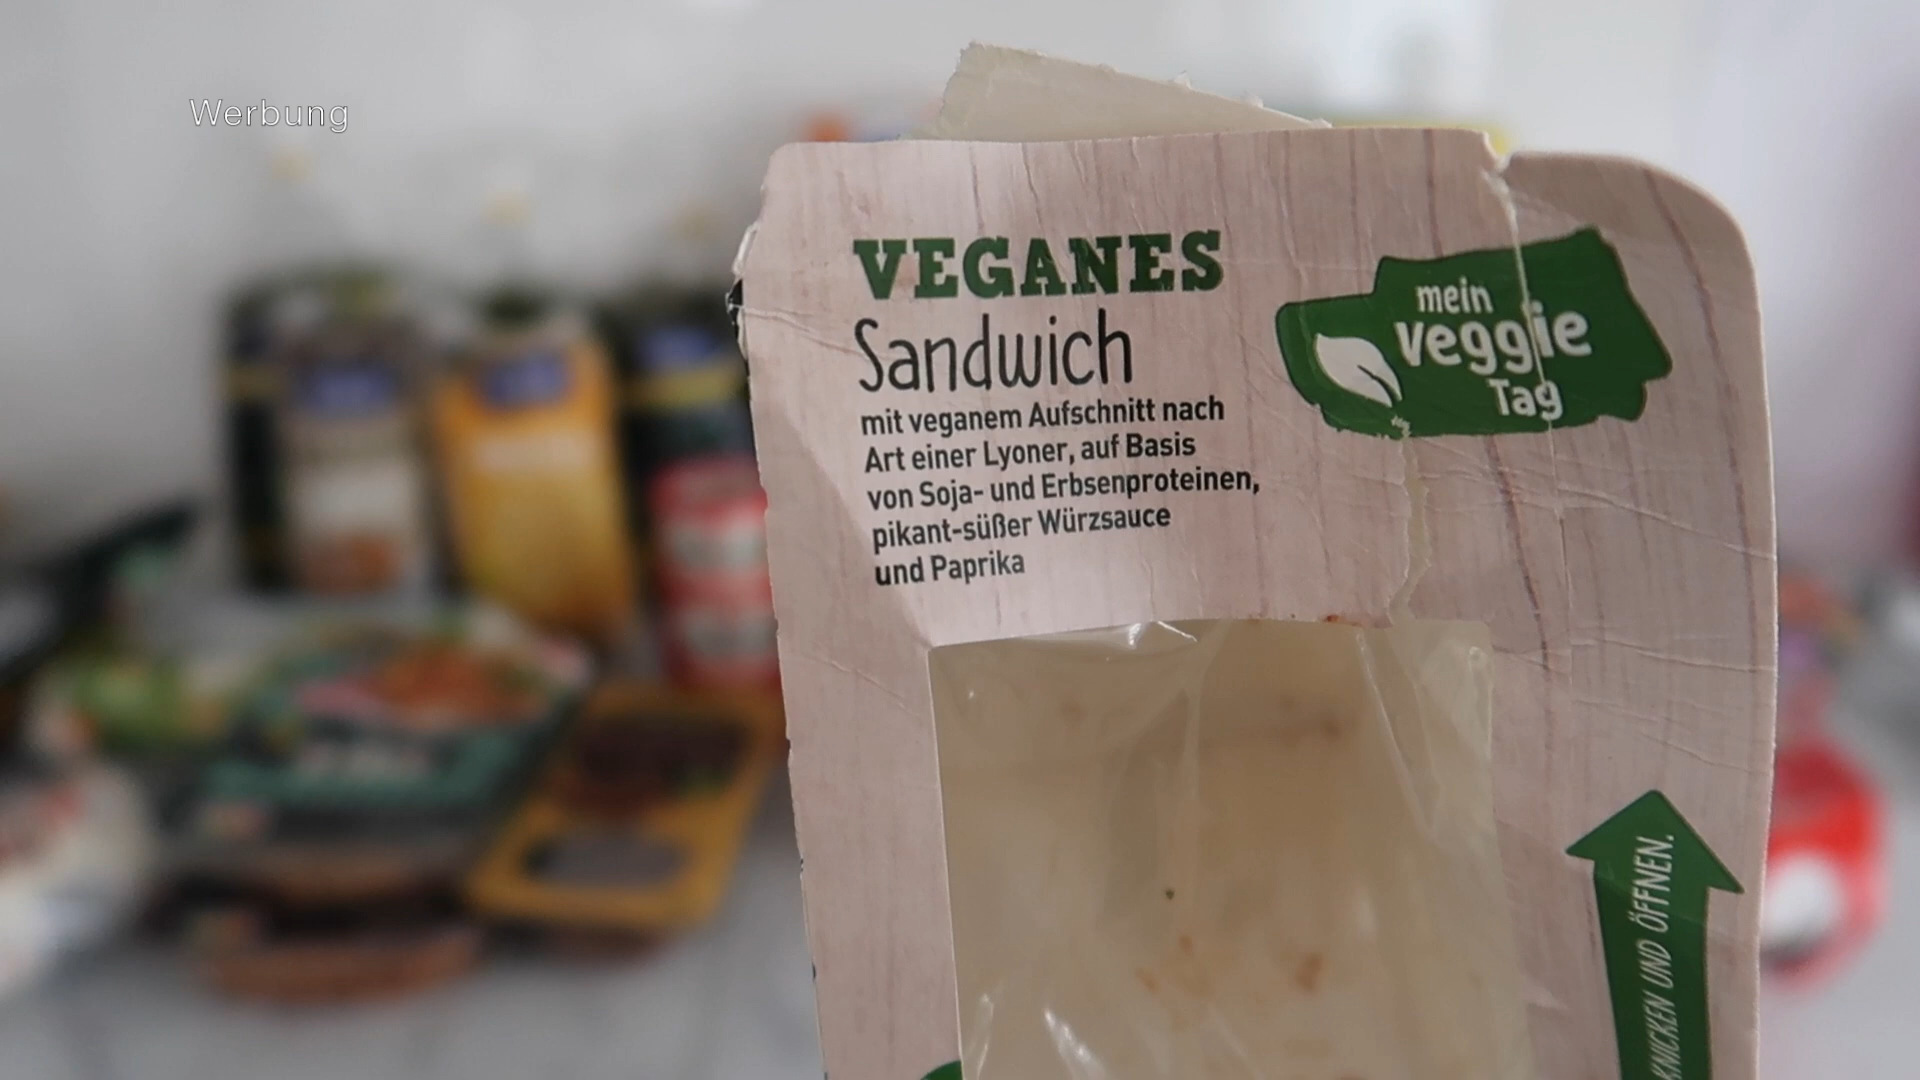 Werbung
VEGANES
Sandwich
mit veganem Aufschnitt nach
Art einer Lyoner, auf Basis
von Soja- und Erbsenproteinen,
pikant-süßer Würzsauce
und Paprika
mein
veggie
Tag
KNICKEN UND ÖFFNEN.